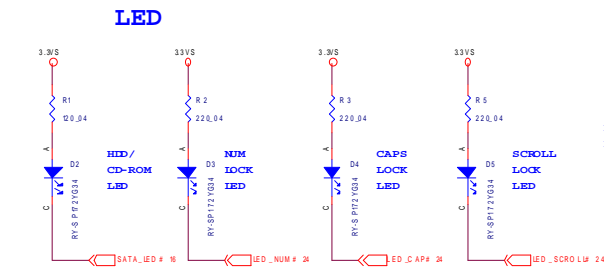 LED
3.3VS
R1
120_04
A
D2
HDD/
CD-ROM
LED
C
RY-SP172YG34
SATA_LED# 16
3.3VS
R2
220_04
A
D3
NUM
LOCK
LED
C
RY-SP172YG34
LED_NUM# 24
3.3VS
R3
220_04
A
D4
CAPS
LOCK
LED
C
RY-SP172YG34
LED_CAP# 24
3.3VS
R5
220_04
A
D5
SCROLL
LOCK
LED
C
RY-SP172YG34
LED_SCROLL# 24